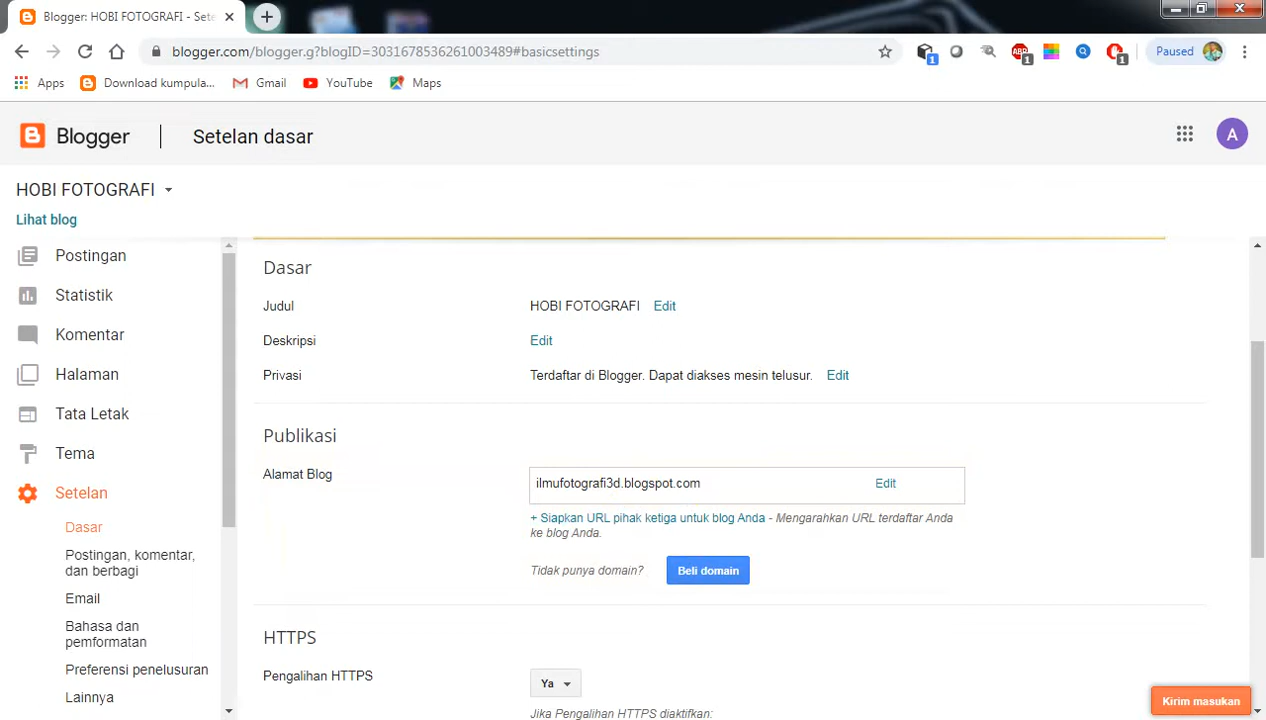 Blogger: HOBI FOTOGRAFI - Sete
blogger.com/blogger.g?blogID=3031678536261003489#basicsettings
1
ABP
1
1
Paused
Apps
Download kumpula...
Gmail
YouTube
Maps
Blogger
Setelan dasar
A
HOBI FOTOGRAFI
Lihat blog
Postingan
Statistik
Komentar
Halaman
Tata Letak
Tema
Setelan
Dasar
Postingan, komentar,
dan berbagi
Email
Bahasa dan
pemformatan
Preferensi penelusuran
Lainnya
Dasar
Judul
HOBI FOTOGRAFI Edit
Deskripsi
Edit
Privasi
Terdaftar di Blogger. Dapat diakses mesin telusur. Edit
Publikasi
Alamat Blog
ilmufotografi3d.blogspot.com Edit
+ Siapkan URL pihak ketiga untuk blog Anda - Mengarahkan URL terdaftar Anda
ke blog Anda.
Tidak punya domain? Beli domain
HTTPS
Pengalihan HTTPS
Ya
Jika Pengalihan HTTPS diaktifkan:
Kirim masukan